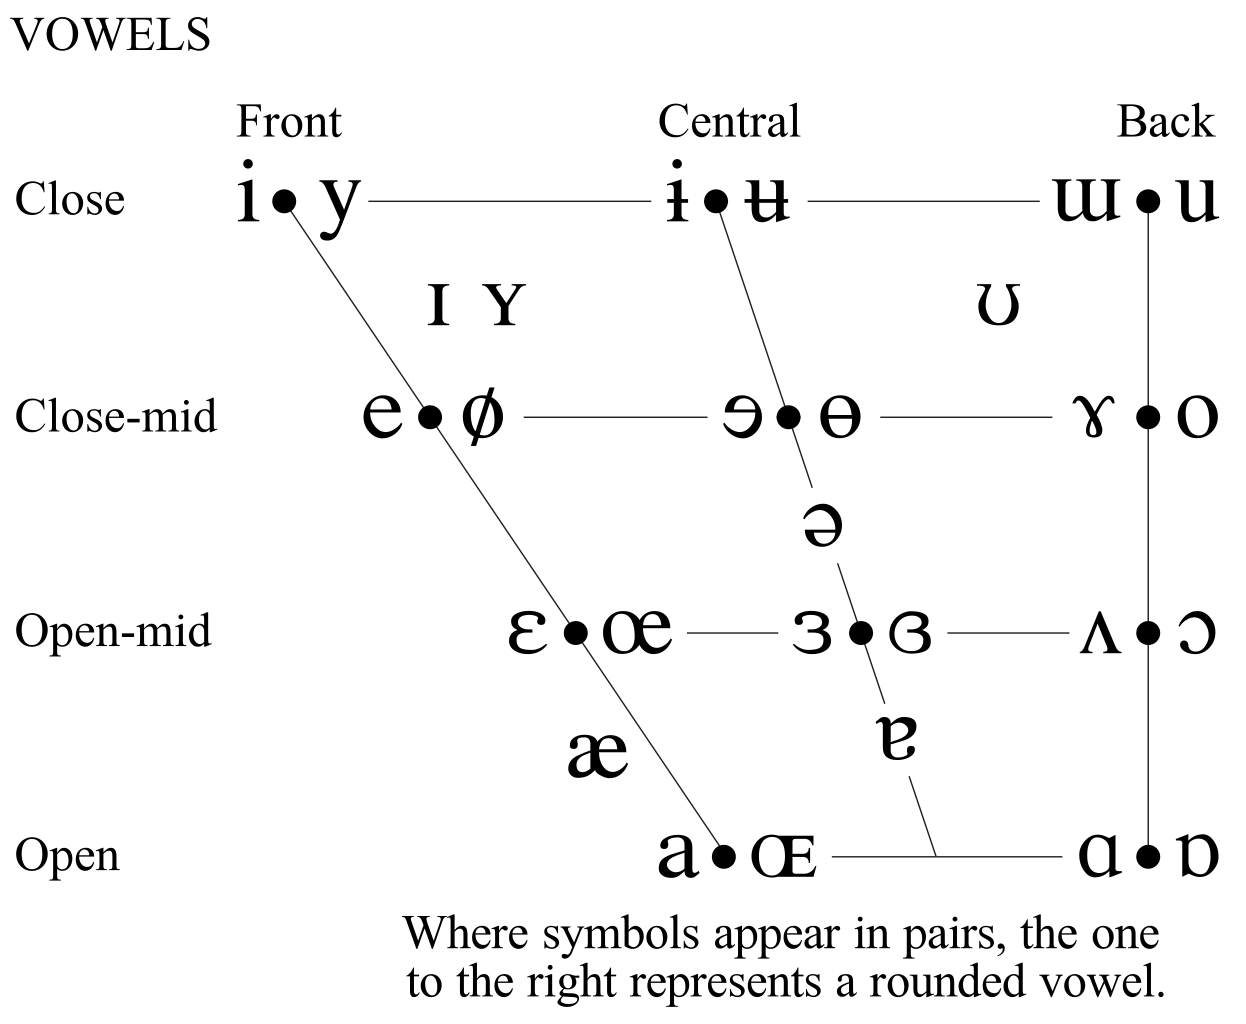 VOWELS
Front Central Back
Close i y ɨ ʉ ɯ u
ɪ ʏ ʊ
Close-mid e ø ɘ ɵ ɤ o
ə
Open-mid ɛ œ ɜ ɞ ʌ ɔ
æ ɐ
Open a ɶ ɑ ɒ
Where symbols appear in pairs, the one
to the right represents a rounded vowel.